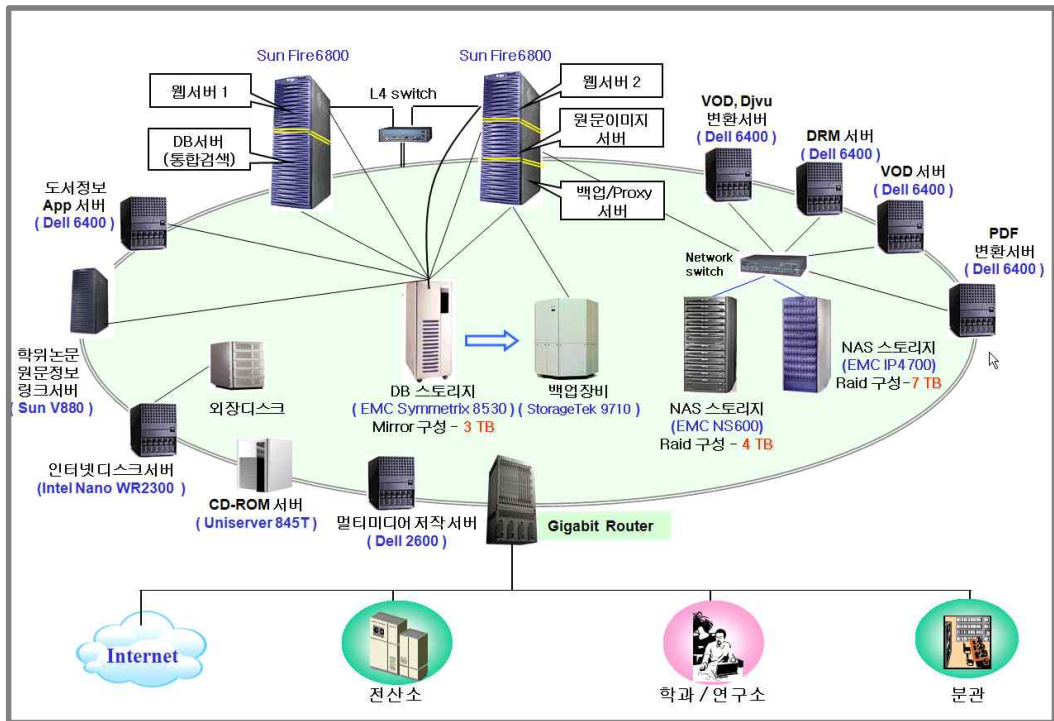 Sun Fire6800
Sun Fire6800
웹서버 1
DB서버
(통합검색)
L4 switch
웹서버 2
원문이미지
서버
백업/Proxy
서버
VOD, Djvu
변환서버
(Dell 6400)
DRM 서버
(Dell 6400)
VOD 서버
(Dell 6400)
PDF
변환서버
(Dell 6400)
도서정보
App 서버
(Dell 6400)
Network
switch
학위논문
원문정보
링크서버
(Sun V880)
외장디스크
DB 스토리지
(EMC Symmetrix 8530)
Mirror 구성 - 3 TB
백업장비
(StorageTek 9710)
NAS 스토리지
(EMC NS600)
Raid 구성 - 4 TB
NAS 스토리지
(EMC IP4700)
Raid 구성-7 TB
인터넷디스크서버
(Intel Nano WR2300)
CD-ROM 서버
(Uniserver 845T)
멀티미디어저작서버
(Dell 2600)
Gigabit Router
Internet
전산소
학과 / 연구소
분관